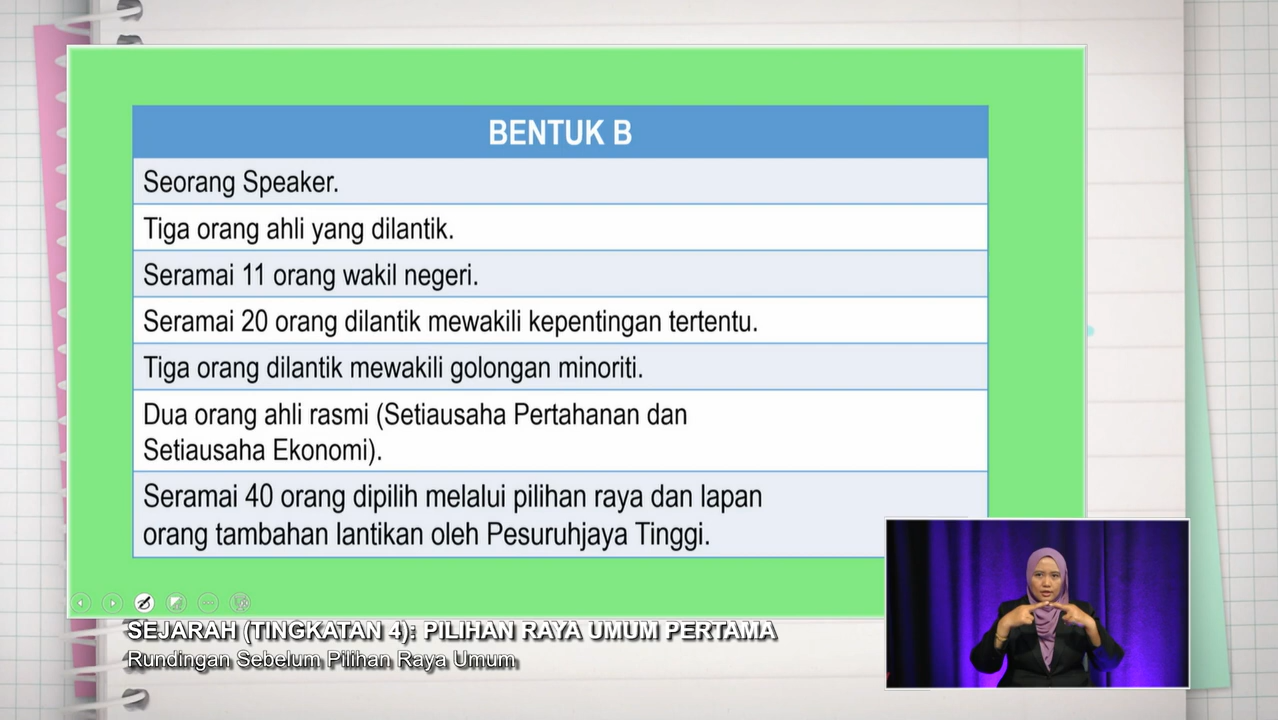 BENTUK B
Seorang Speaker.
Tiga orang ahli yang dilantik.
Seramai 11 orang wakil negeri.
Seramai 20 orang dilantik mewakili kepentingan tertentu.
Tiga orang dilantik mewakili golongan minoriti.
Dua orang ahli rasmi (Setiausaha Pertahanan dan
Setiausaha Ekonomi).
Seramai 40 orang dipilih melalui pilihan raya dan lapan
orang tambahan lantikan oleh Pesuruhjaya Tinggi.
SEJARAH (TINGKATAN 4): PILIHAN RAYA UMUM PERTAMA
Rundingan Sebelum Pilihan Raya Umum